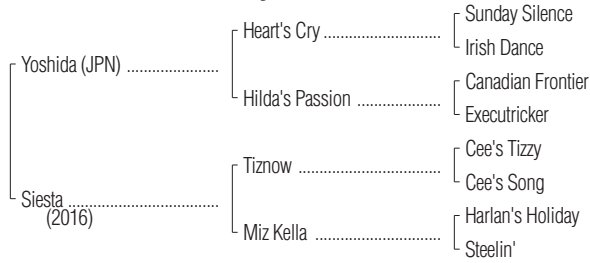 Sunday Silence
Heart's Cry
Irish Dance
Yoshida (JPN)
Canadian Frontier
Hilda's Passion
Executricker
Cee's Tizzy
Tiznow
Cee's Song
Siesta
(2016)
Harlan's Holiday
Miz Kella
Steelin'